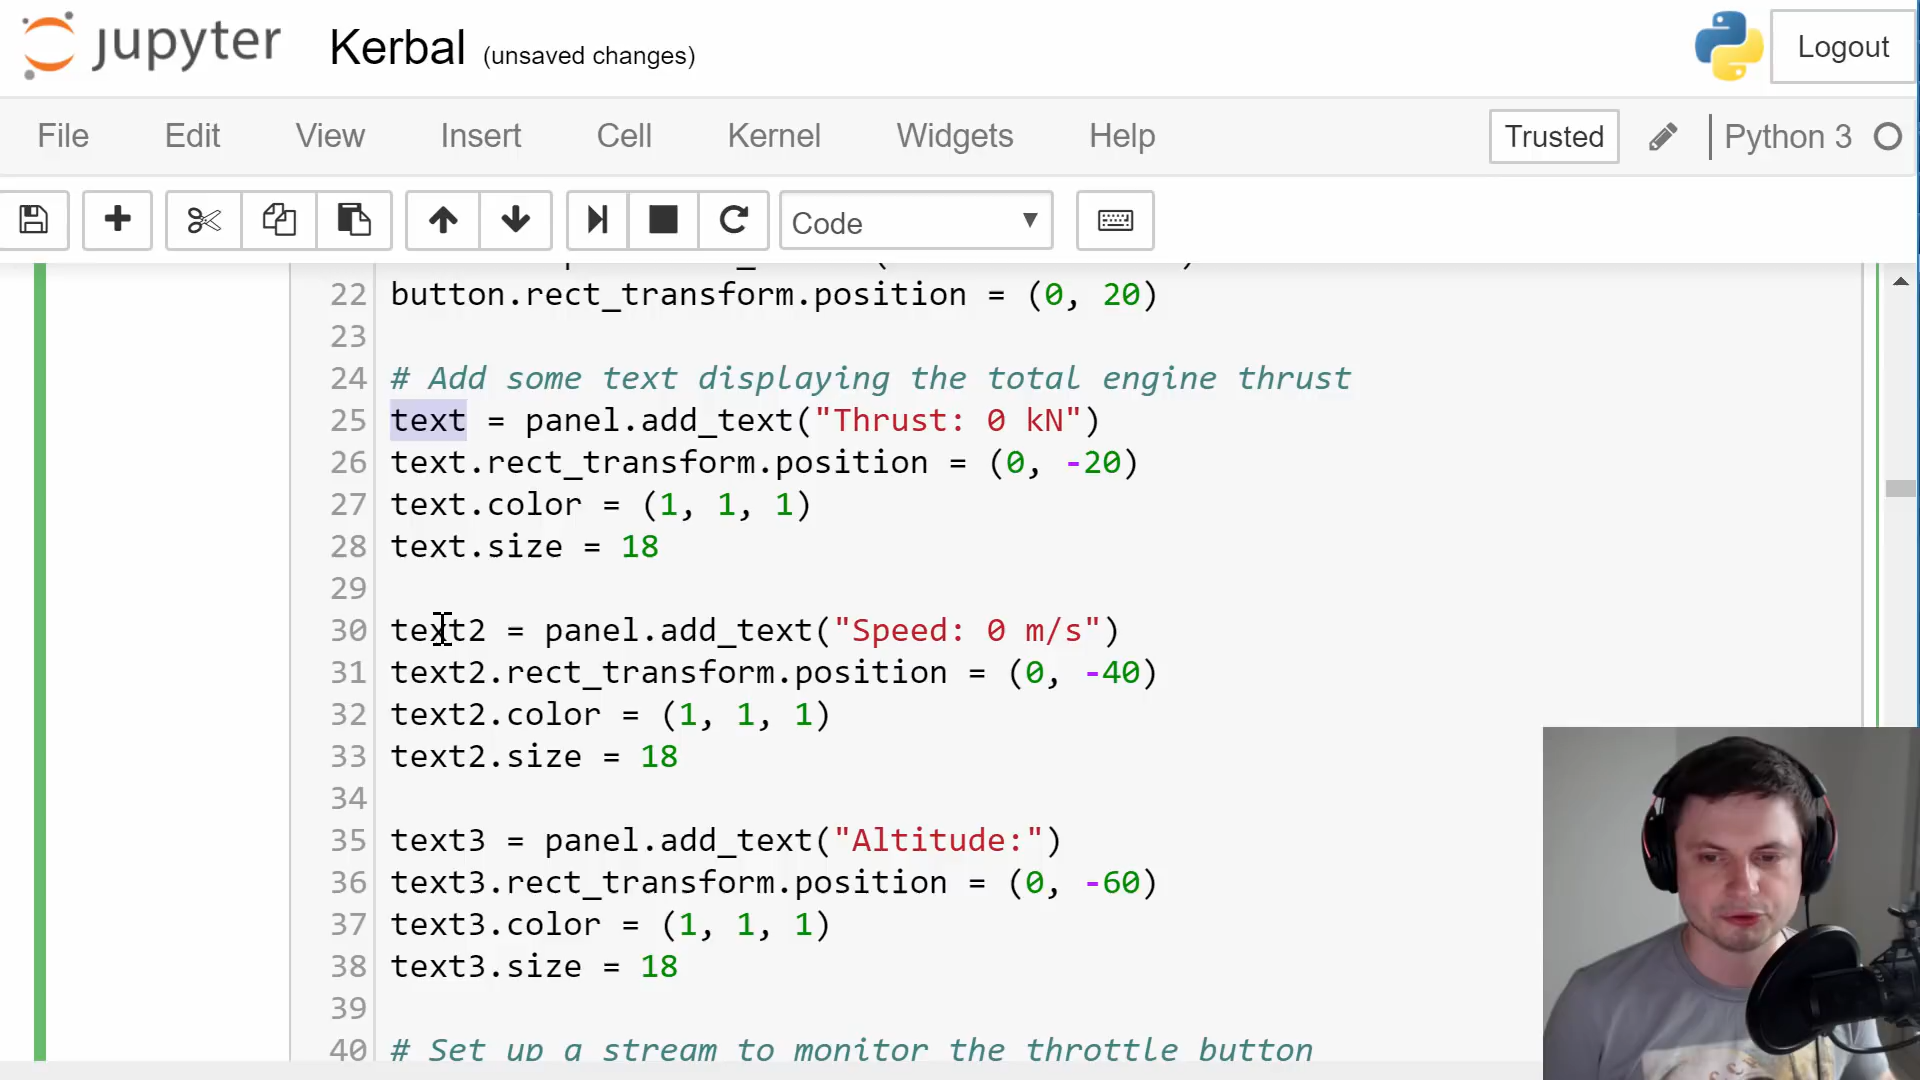 jupyter Kerbal (unsaved changes) Logout
File Edit View Insert Cell Kernel Widgets Help Trusted Python 3
Code
22 button.rect_transform.position = (0, 20)
23
24 # Add some text displaying the total engine thrust
25 text = panel.add_text("Thrust: 0 kN")
26 text.rect_transform.position = (0, -20)
27 text.color = (1, 1, 1)
28 text.size = 18
29
30 text2 = panel.add_text("Speed: 0 m/s")
31 text2.rect_transform.position = (0, -40)
32 text2.color = (1, 1, 1)
33 text2.size = 18
34
35 text3 = panel.add_text("Altitude:")
36 text3.rect_transform.position = (0, -60)
37 text3.color = (1, 1, 1)
38 text3.size = 18
39
40 # Set up a stream to monitor the throttle button